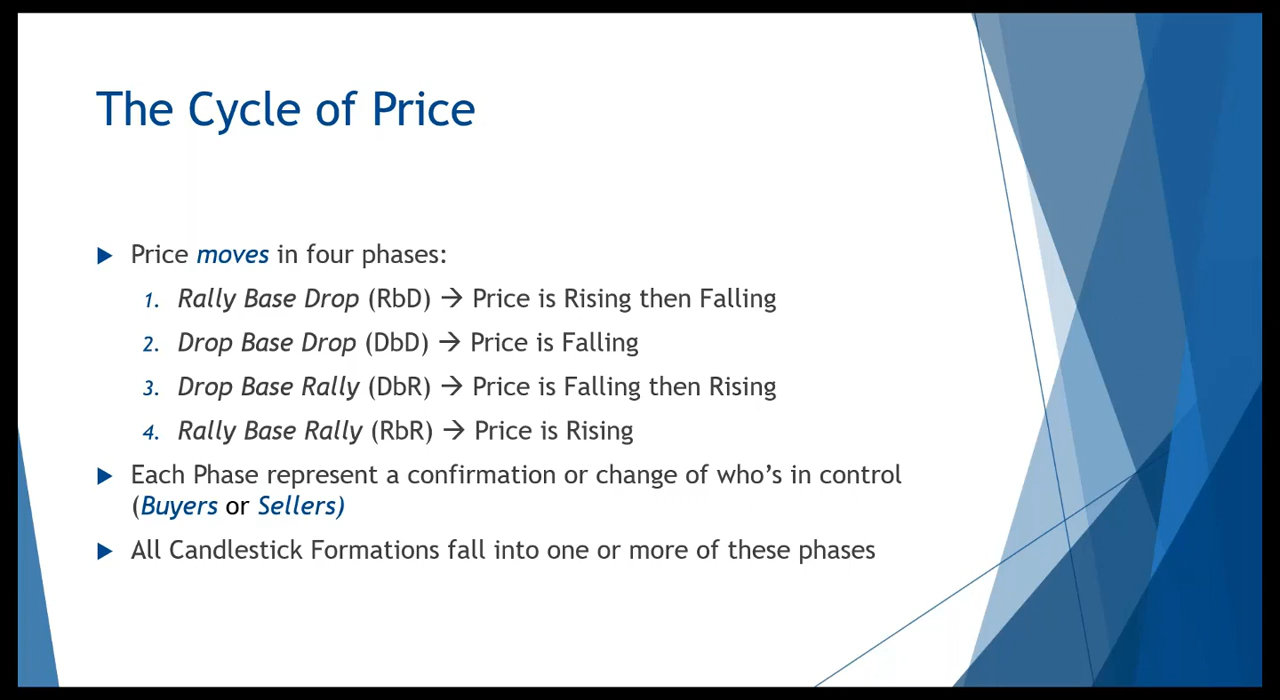 The Cycle of Price
Price moves in four phases:
1. Rally Base Drop (RbD) → Price is Rising then Falling
2. Drop Base Drop (DbD) → Price is Falling
3. Drop Base Rally (DbR) → Price is Falling then Rising
4. Rally Base Rally (RbR) → Price is Rising
Each Phase represent a confirmation or change of who's in control
(Buyers or Sellers)
All Candlestick Formations fall into one or more of these phases